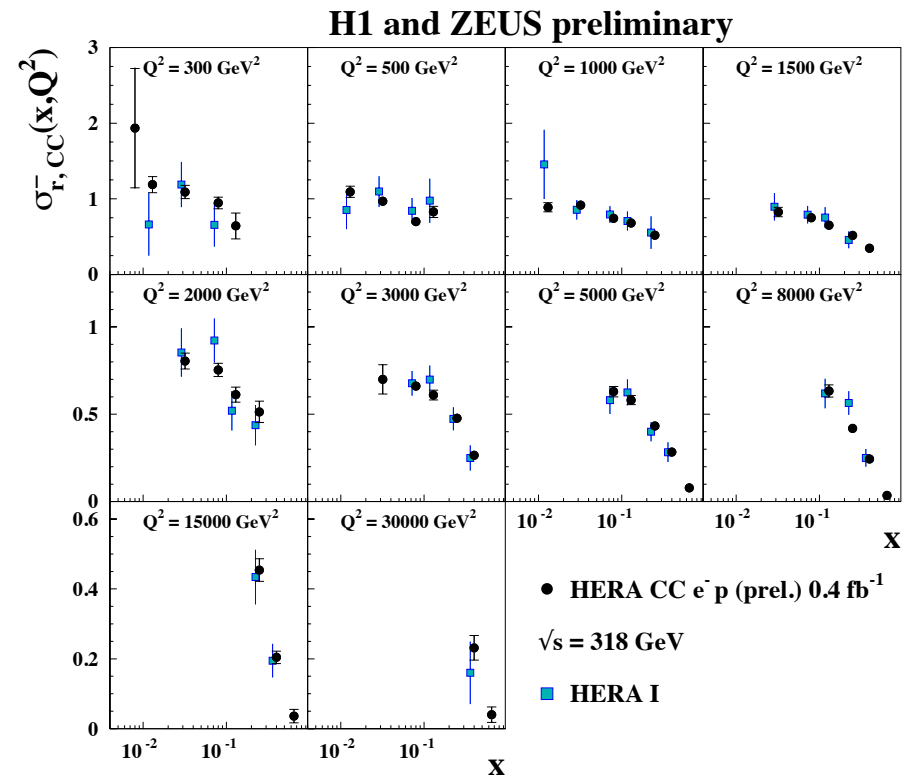 H1 and ZEUS preliminary
σ⁻r, CC(x,Q²)
Q² = 300 GeV²
Q² = 500 GeV²
Q² = 1000 GeV²
Q² = 1500 GeV²
3
2
1
0
Q² = 2000 GeV²
Q² = 3000 GeV²
Q² = 5000 GeV²
Q² = 8000 GeV²
1
0.5
0
10⁻² 10⁻¹
10⁻² 10⁻¹
x
Q² = 15000 GeV²
Q² = 30000 GeV²
0.6
0.4
0.2
0
10⁻² 10⁻¹
10⁻² 10⁻¹
x
HERA CC e⁻p (prel.) 0.4 fb⁻¹
√s = 318 GeV
HERA I